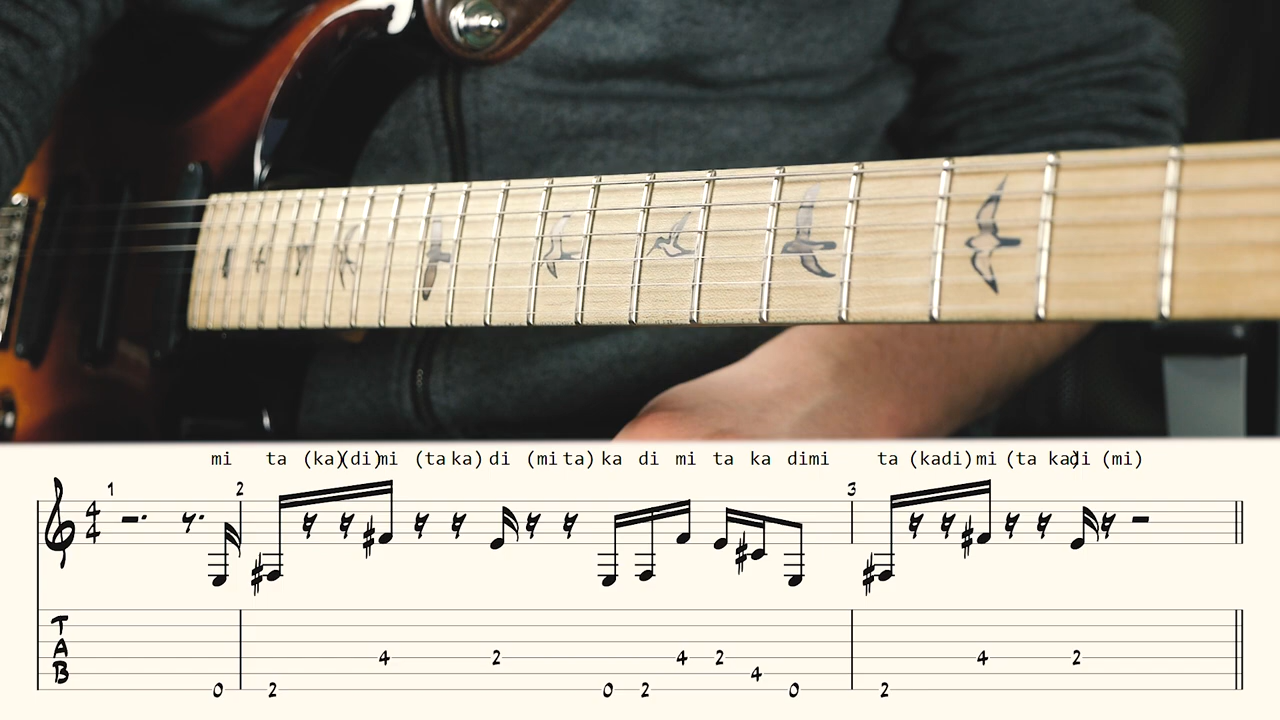 mi ta (ka)(di)mi (ta ka) di (mi ta) ka di mi ta ka dimi ta (kadi) mi (ta ka)di (mi)
1 2 3
4
4
T
A
B
4 2 4 2 4 2
4
0 2 0 2 0 2